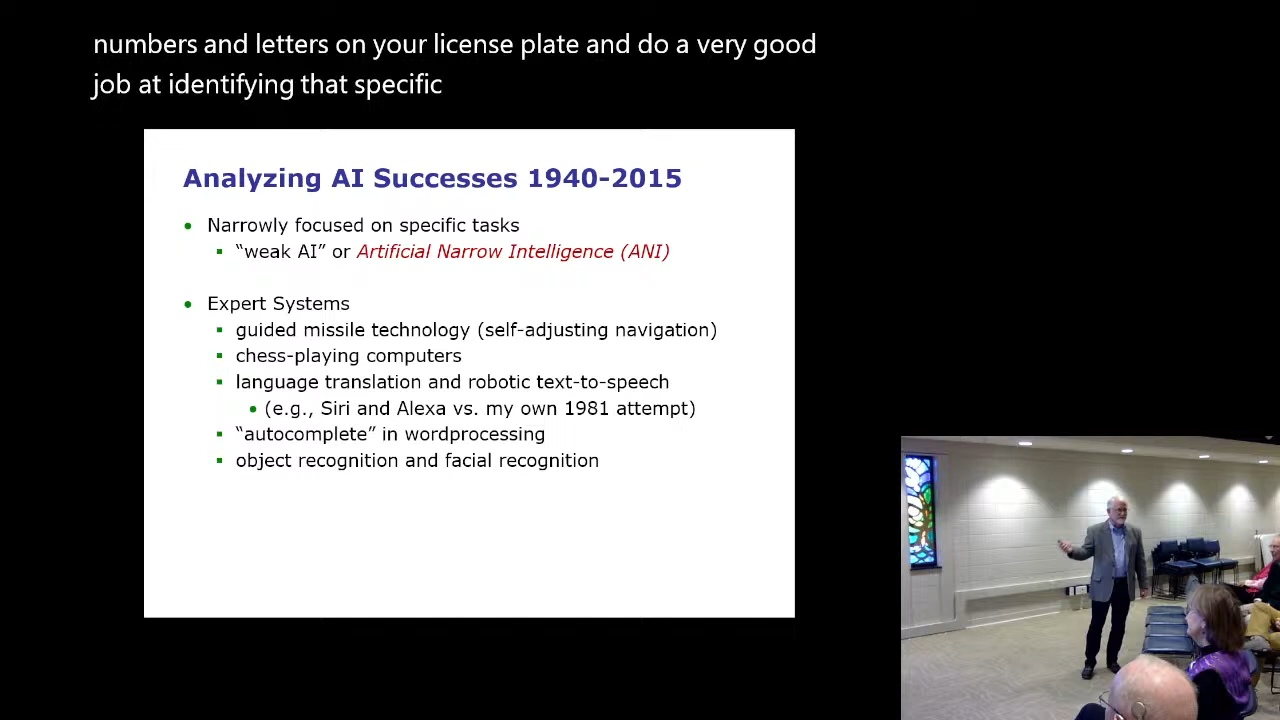 numbers and letters on your license plate and do a very good
job at identifying that specific
Analyzing AI Successes 1940-2015
• Narrowly focused on specific tasks
▪ “weak AI” or Artificial Narrow Intelligence (ANI)
• Expert Systems
▪ guided missile technology (self-adjusting navigation)
▪ chess-playing computers
▪ language translation and robotic text-to-speech
• (e.g., Siri and Alexa vs. my own 1981 attempt)
▪ “autocomplete” in wordprocessing
▪ object recognition and facial recognition